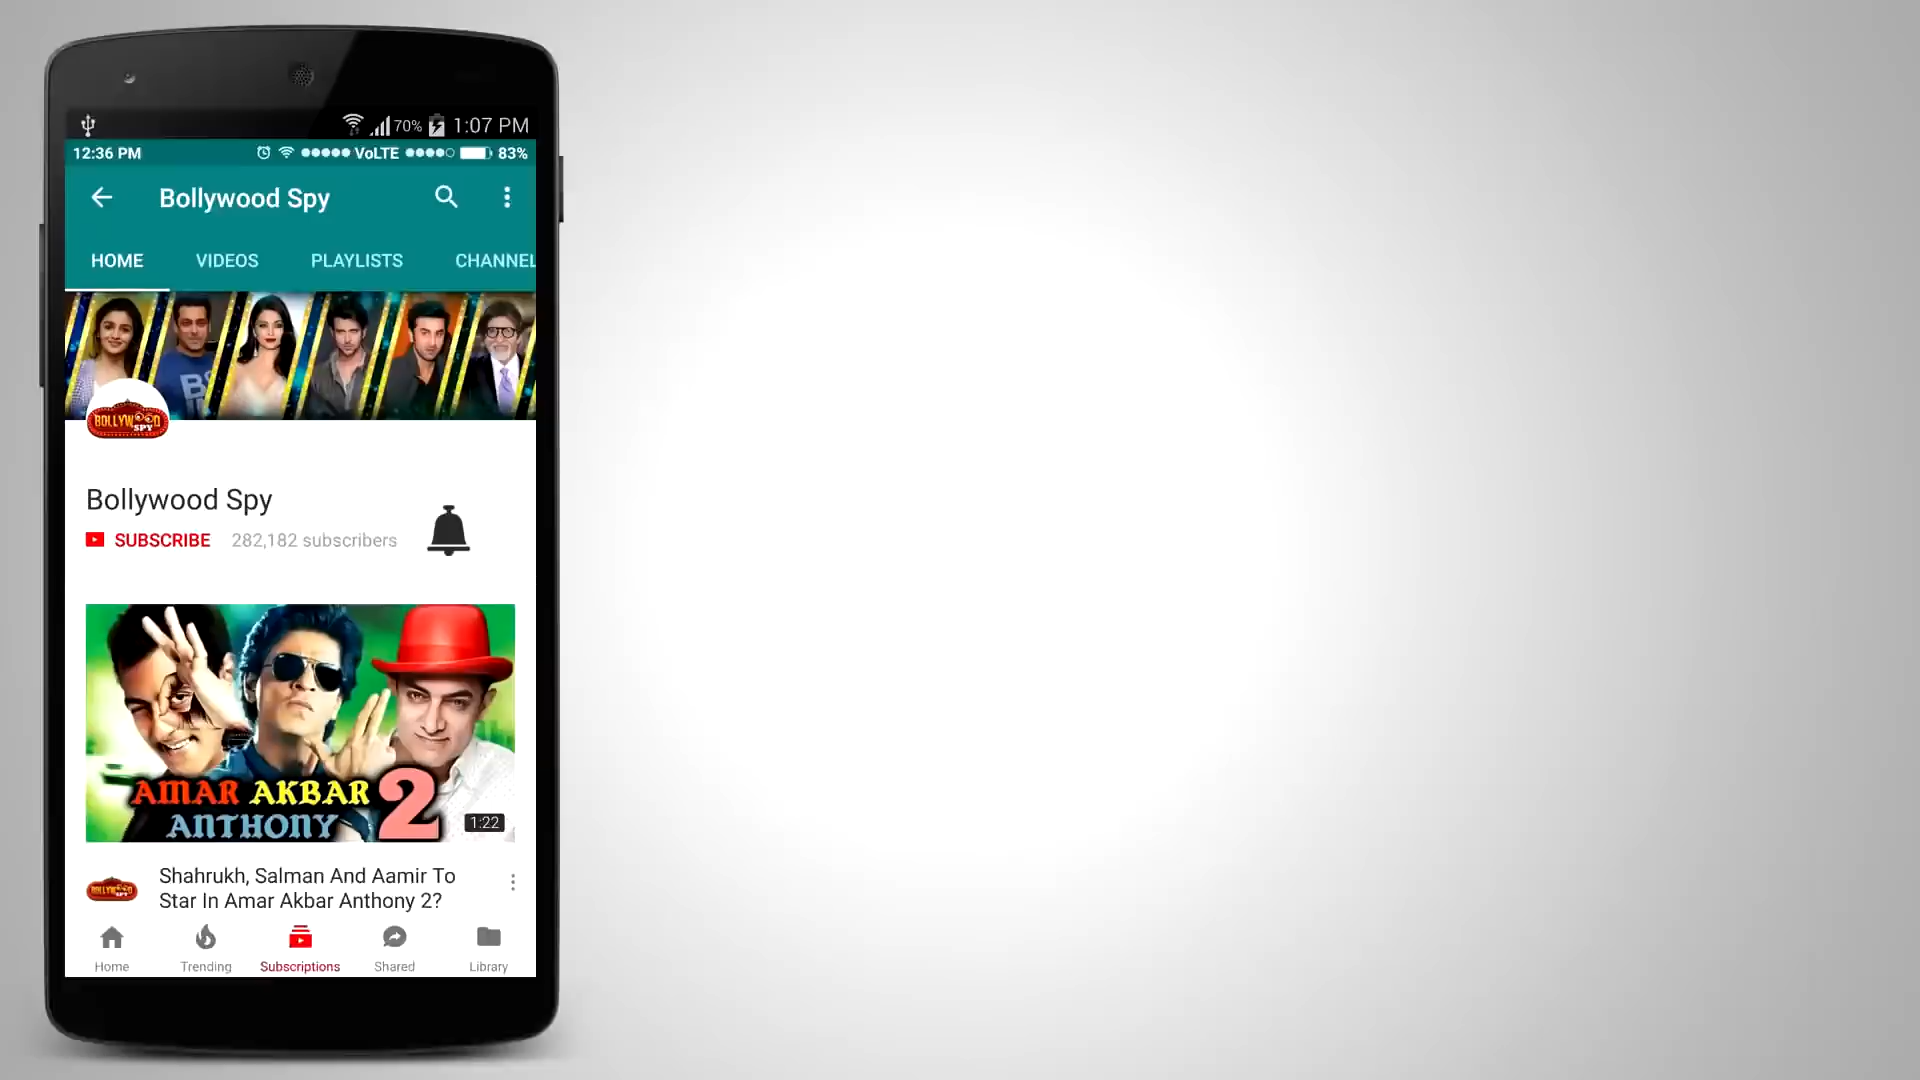 70% 1:07 PM
12:36 PM VoLTE 83%
Bollywood Spy
HOME VIDEOS PLAYLISTS CHANNEL
BOLLYWOOD
SPY
Bollywood Spy
SUBSCRIBE 282,182 subscribers
AMAR AKBAR 2
ANTHONY
1:22
Shahrukh, Salman And Aamir To
Star In Amar Akbar Anthony 2?
Home Trending Subscriptions Shared Library